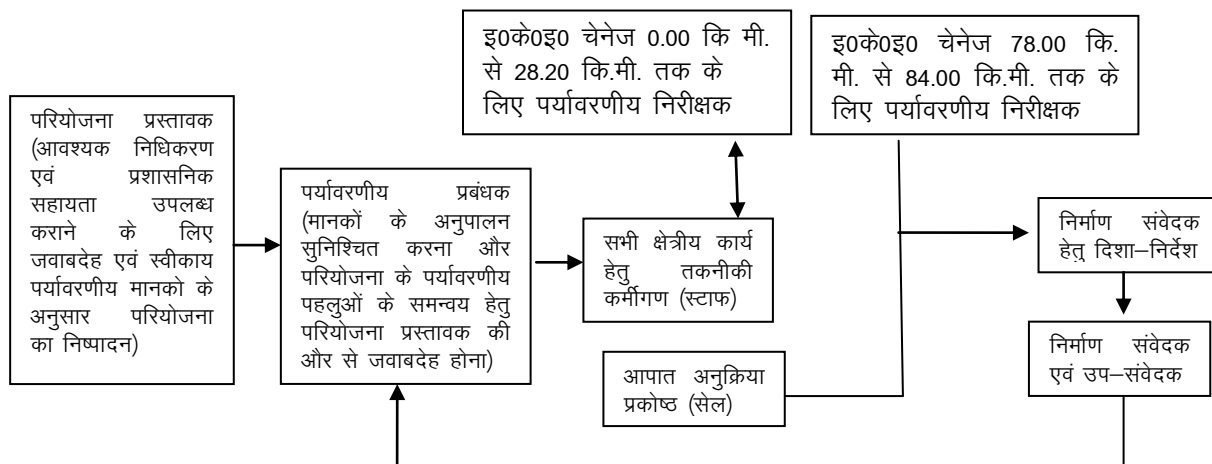 परियोजना प्रस्तावक
(आवश्यक निधिकरण
एवं प्रशासनिक
सहायता उपलब्ध
कराने के लिए
जवाबदेह एवं स्वीकाय
पर्यावरणीय मानको के
अनुसार परियोजना
का निष्पादन)
पर्यावरणीय प्रबंधक
(मानकों के अनुपालन
सुनिश्चित करना और
परियोजना के पर्यावरणीय
पहलुओं के समन्वय हेतु
परियोजना प्रस्तावक की
और से जवाबदेह होना)
इ0के0इ0 चेनेज 0.00 कि मी.
से 28.20 कि.मी. तक के
लिए पर्यावरणीय निरीक्षक
सभी क्षेत्रीय कार्य
हेतु तकनीकी
कर्मीगण (स्टाफ)
आपात अनुक्रिया
प्रकोष्ठ (सेल)
इ0के0इ0 चेनेज 78.00 कि.
मी. से 84.00 कि.मी. तक के
लिए पर्यावरणीय निरीक्षक
निर्माण संवेदक
हेतु दिशा–निर्देश
निर्माण संवेदक
एवं उप–संवेदक